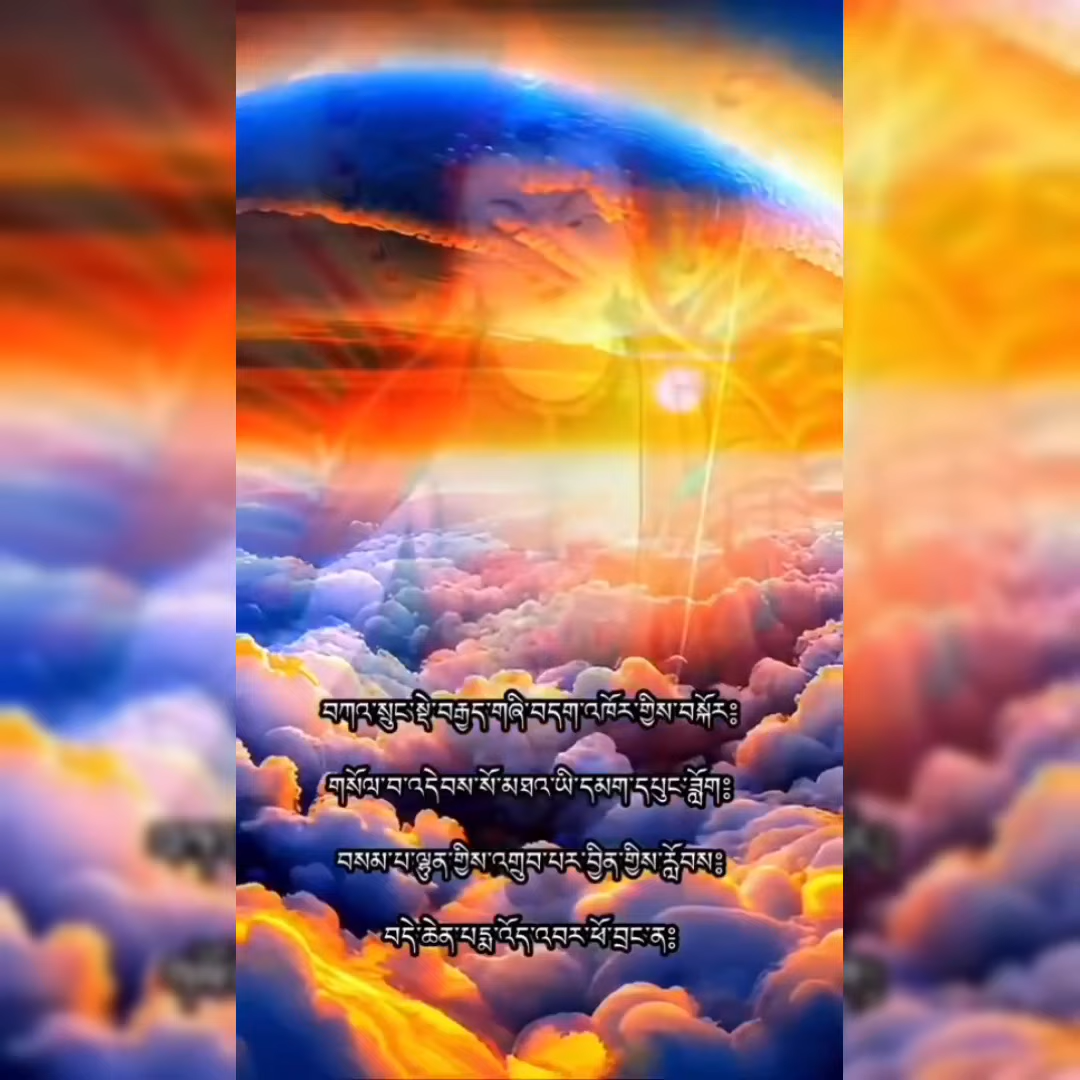 བཀའ་སྲུང་སྡེ་བརྒྱད་གཞི་བདག་འཁོར་གྱིས་བསྐོར༔
གསོལ་བ་འདེབས་སོ་མཐའ་ཡི་དམག་དཔུང་ཟློག༔
བསམ་པ་ལྷུན་གྱིས་འགྲུབ་པར་བྱིན་གྱིས་རློབས༔
བདེ་ཆེན་པདྨ་འོད་འབར་ཕོ་བྲང་ན༔